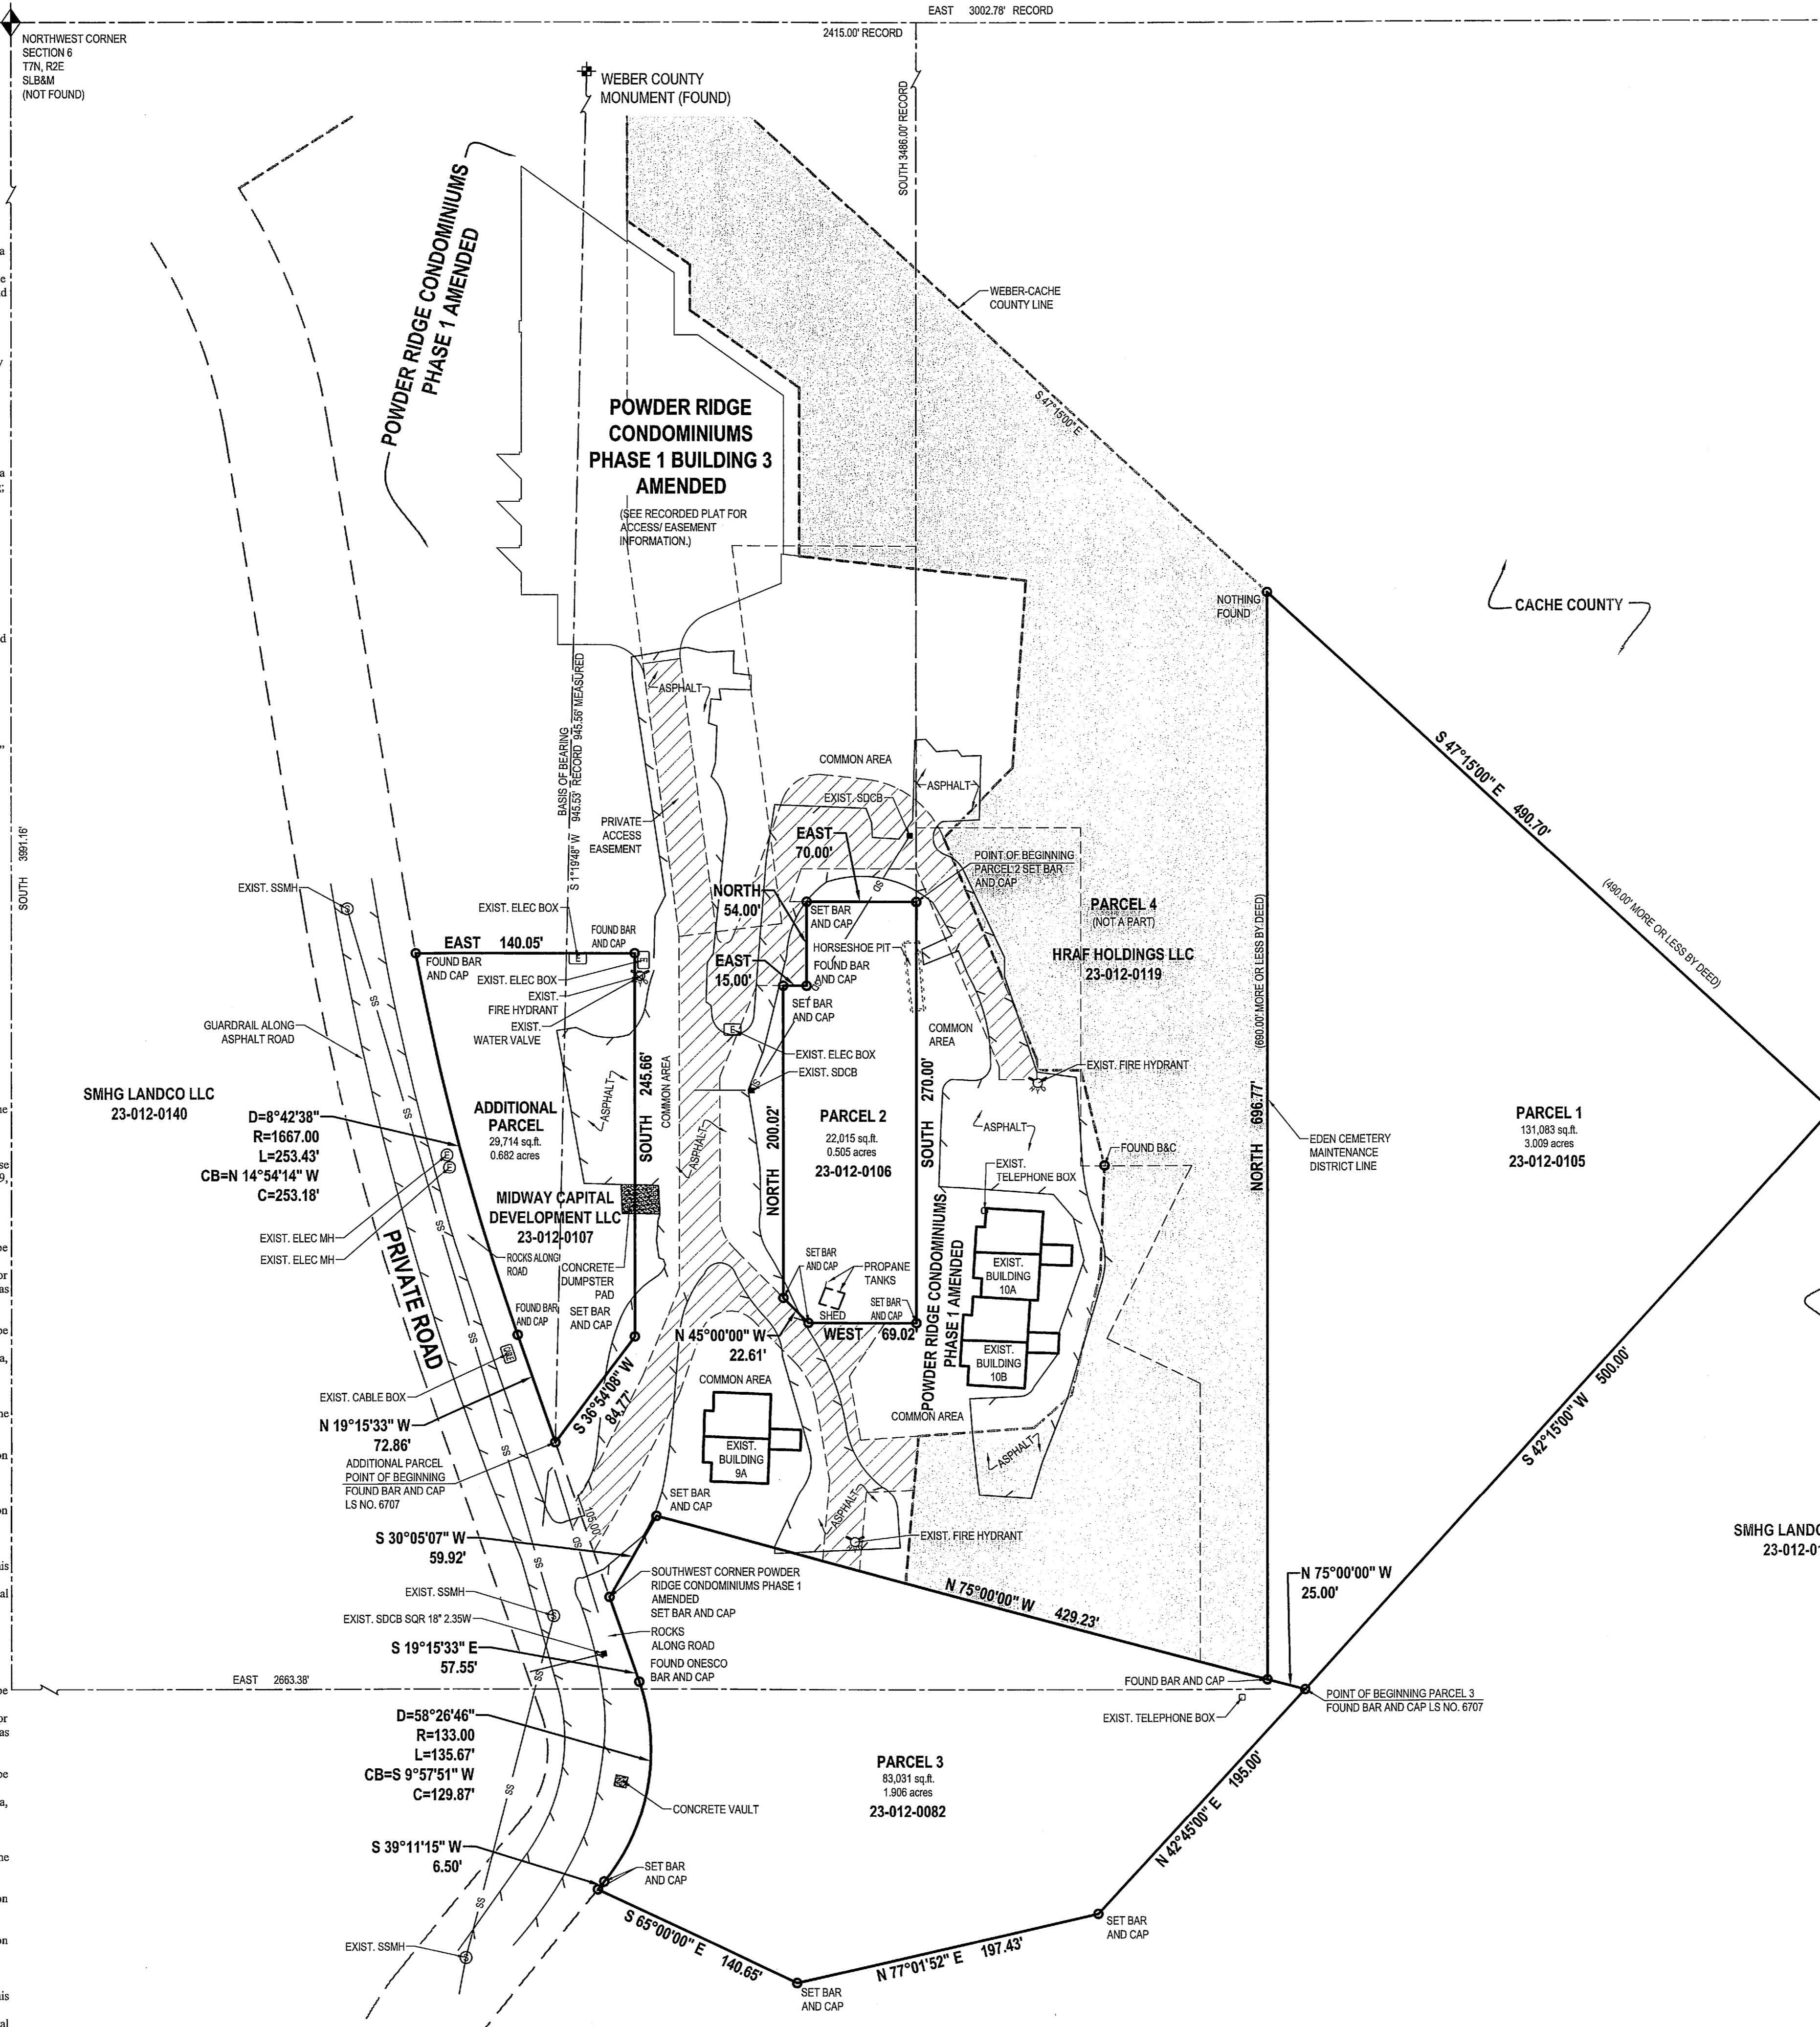 EAST 3002.78' RECORD
2415.00' RECORD
NORTHWEST CORNER
SECTION 6
T7N, R2E
SLB&M
(NOT FOUND)
WEBER COUNTY
MONUMENT (FOUND)
SOUTH 3486.00' RECORD
POWDER RIDGE CONDOMINIUMS
PHASE 1 AMENDED
WEBER-CACHE
COUNTY LINE
S 47°15'00" E
POWDER RIDGE
CONDOMINIUMS
PHASE 1 BUILDING 3
AMENDED
(SEE RECORDED PLAT FOR
ACCESS/ EASEMENT
INFORMATION.)
NOTHING
FOUND
CACHE COUNTY
BASIS OF BEARING
S 1°19'48" W 945.53' RECORD 945.56' MEASURED
ASPHALT
COMMON AREA
ASPHALT
EXIST. SDCB
S 47°15'00" E 490.70'
(490.00' MORE OR LESS BY DEED)
SOUTH 3991.16'
PRIVATE
ACCESS
EASEMENT
EAST
70.00'
POINT OF BEGINNING
PARCEL 2 SET BAR
AND CAP
EXIST. SSMH
NORTH
54.00'
SD
SET BAR
AND CAP
PARCEL 4
(NOT A PART)
HRAF HOLDINGS LLC
23-012-0119
EXIST. ELEC BOX
FOUND BAR
AND CAP
E
E
EAST 140.05'
FOUND BAR
AND CAP
HORSESHOE PIT
FOUND BAR
AND CAP
EAST
15.00'
EXIST. ELEC BOX
EXIST.
FIRE HYDRANT
EXIST.
WATER VALVE
SET BAR
AND CAP
(690.00' MORE OR LESS BY DEED)
NORTH 696.77'
GUARDRAIL ALONG
ASPHALT ROAD
SS
COMMON
AREA
E
EXIST. ELEC BOX
EXIST. SDCB
EXIST. FIRE HYDRANT
SMHG LANDCO LLC
23-012-0140
D=8°42'38"
R=1667.00
L=253.43'
CB=N 14°54'14" W
C=253.18'
SS
ADDITIONAL
PARCEL
29,714 sq.ft.
0.682 acres
ASPHALT
SOUTH 245.66'
COMMON AREA
ASPHALT
NORTH 200.02'
PARCEL 2
22,015 sq.ft.
0.505 acres
23-012-0106
SOUTH 270.00'
ASPHALT
FOUND B&C
EXIST.
TELEPHONE BOX
EDEN CEMETERY
MAINTENANCE
DISTRICT LINE
PARCEL 1
131,083 sq.ft.
3.009 acres
23-012-0105
E
E
MIDWAY CAPITAL
DEVELOPMENT LLC
23-012-0107
EXIST. ELEC MH
EXIST. ELEC MH
SS
PRIVATE ROAD
ROCKS ALONG
ROAD
CONCRETE
DUMPSTER
PAD
SET BAR
AND CAP
PROPANE
TANKS
SHED
SET BAR
AND CAP
POWDER RIDGE CONDOMINIUMS
PHASE 1 AMENDED
EXIST.
BUILDING
10A
EXIST.
BUILDING
10B
FOUND BAR
AND CAP
SET BAR
AND CAP
SS
N 45°00'00" W
22.61'
WEST 69.02'
COMMON AREA
EXIST. CABLE BOX
S 36°54'08" W
84.77'
N 19°15'33" W
72.86'
ADDITIONAL PARCEL
POINT OF BEGINNING
FOUND BAR AND CAP
LS NO. 6707
SS
EXIST.
BUILDING
9A
COMMON AREA
ASPHALT
S 42°15'00" W 500.00'
SET BAR
AND CAP
105.00'
SD
ASPHALT
EXIST. FIRE HYDRANT
S 30°05'07" W
59.92'
SS
N 75°00'00" W 429.23'
SMHG LANDC
23-012-01
N 75°00'00" W
25.00'
SOUTHWEST CORNER POWDER
RIDGE CONDOMINIUMS PHASE 1
AMENDED
SET BAR AND CAP
EXIST. SSMH
S
EXIST. SDCB SQR 18" 2.35W
ROCKS
ALONG ROAD
S 19°15'33" E
57.55'
FOUND ONESCO
BAR AND CAP
EAST 2663.38'
SS
FOUND BAR AND CAP
POINT OF BEGINNING PARCEL 3
FOUND BAR AND CAP LS NO. 6707
EXIST. TELEPHONE BOX
D=58°26'46"
R=133.00
L=135.67'
CB=S 9°57'51" W
C=129.87'
SS
PARCEL 3
83,031 sq.ft.
1.906 acres
23-012-0082
CONCRETE VAULT
N 42°45'00" E 195.00'
S 39°11'15" W
6.50'
SET BAR
AND CAP
SS
S 65°00'00" E 140.65'
N 77°01'52" E 197.43'
SET BAR
AND CAP
EXIST. SSMH
S
SET BAR
AND CAP